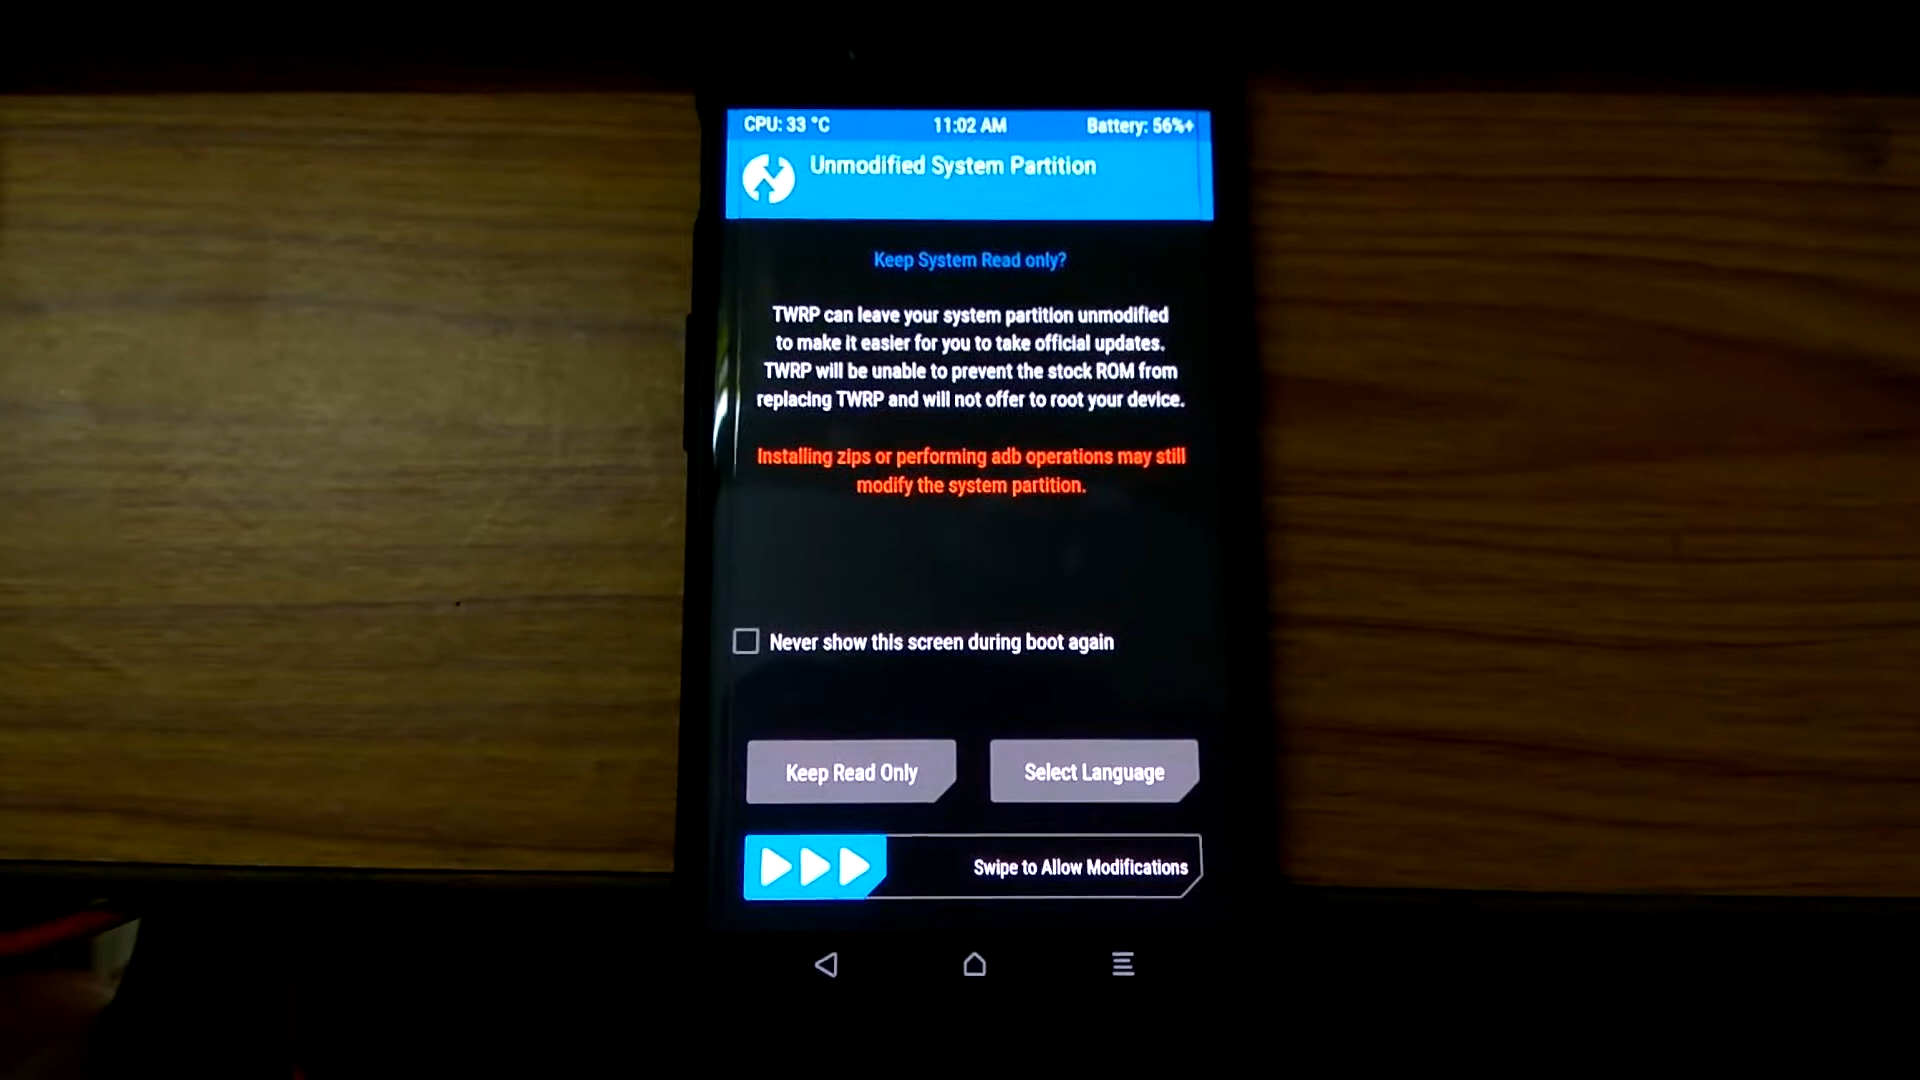 CPU: 33 °C 11:02 AM Battery: 56%+
Unmodified System Partition
Keep System Read only?
TWRP can leave your system partition unmodified
to make it easier for you to take official updates.
TWRP will be unable to prevent the stock ROM from
replacing TWRP and will not offer to root your device.
Installing zips or performing adb operations may still
modify the system partition.
Never show this screen during boot again
Keep Read Only Select Language
Swipe to Allow Modifications